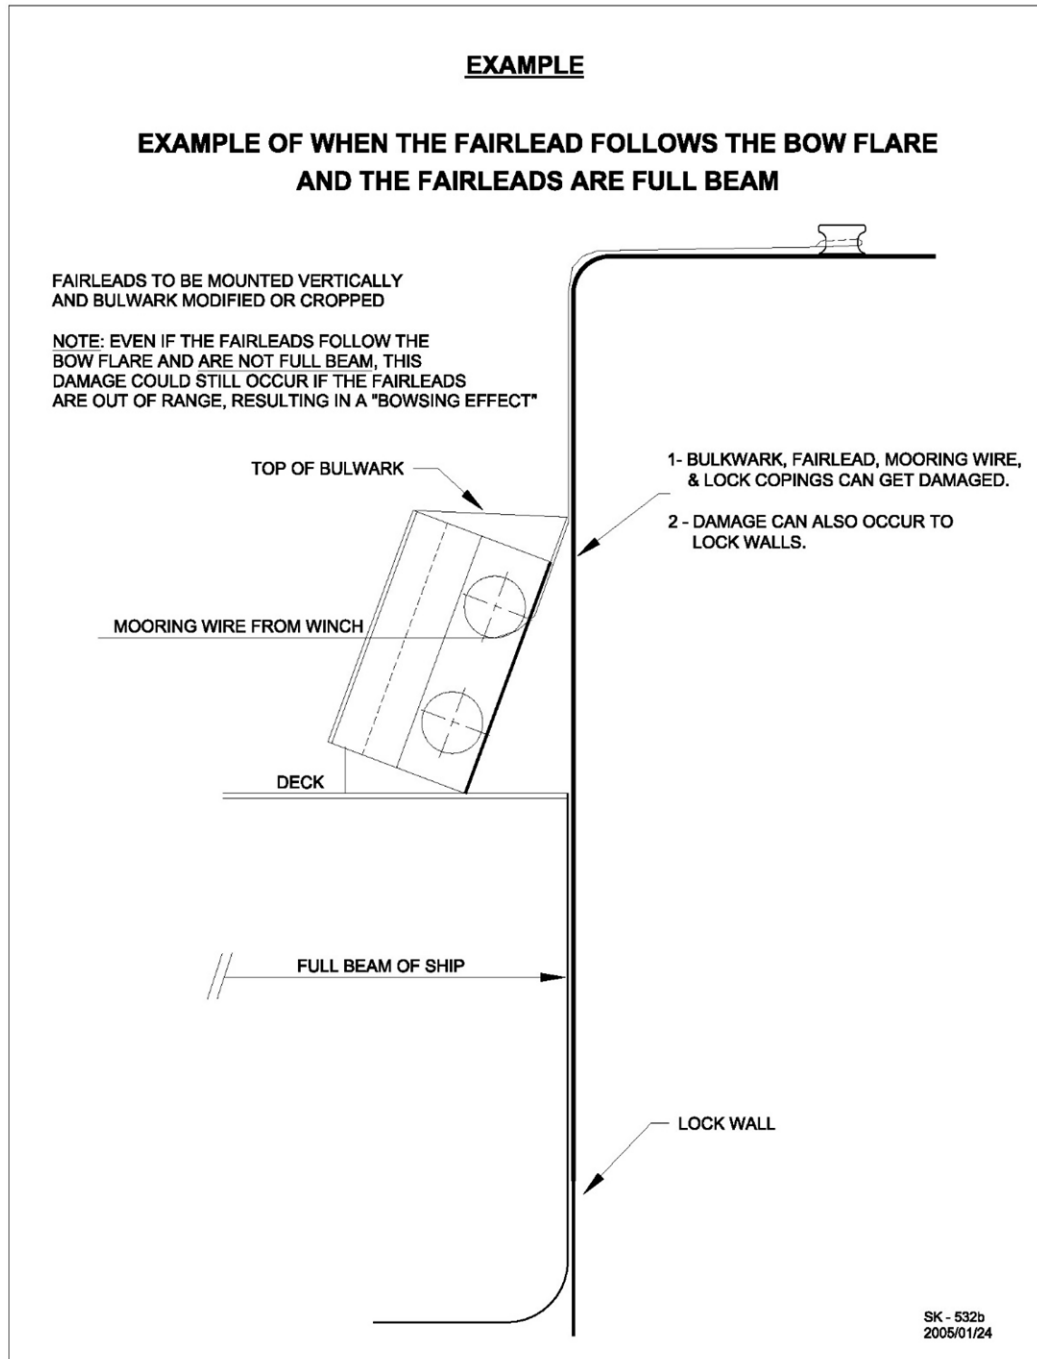 EXAMPLE
EXAMPLE OF WHEN THE FAIRLEAD FOLLOWS THE BOW FLARE
AND THE FAIRLEADS ARE FULL BEAM
FAIRLEADS TO BE MOUNTED VERTICALLY
AND BULWARK MODIFIED OR CROPPED
NOTE: EVEN IF THE FAIRLEADS FOLLOW THE
BOW FLARE AND ARE NOT FULL BEAM, THIS
DAMAGE COULD STILL OCCUR IF THE FAIRLEADS
ARE OUT OF RANGE, RESULTING IN A "BOWSING EFFECT"
TOP OF BULWARK
1- BULKWARK, FAIRLEAD, MOORING WIRE,
& LOCK COPINGS CAN GET DAMAGED.
2 - DAMAGE CAN ALSO OCCUR TO
LOCK WALLS.
MOORING WIRE FROM WINCH
DECK
FULL BEAM OF SHIP
LOCK WALL
SK - 532b
2005/01/24